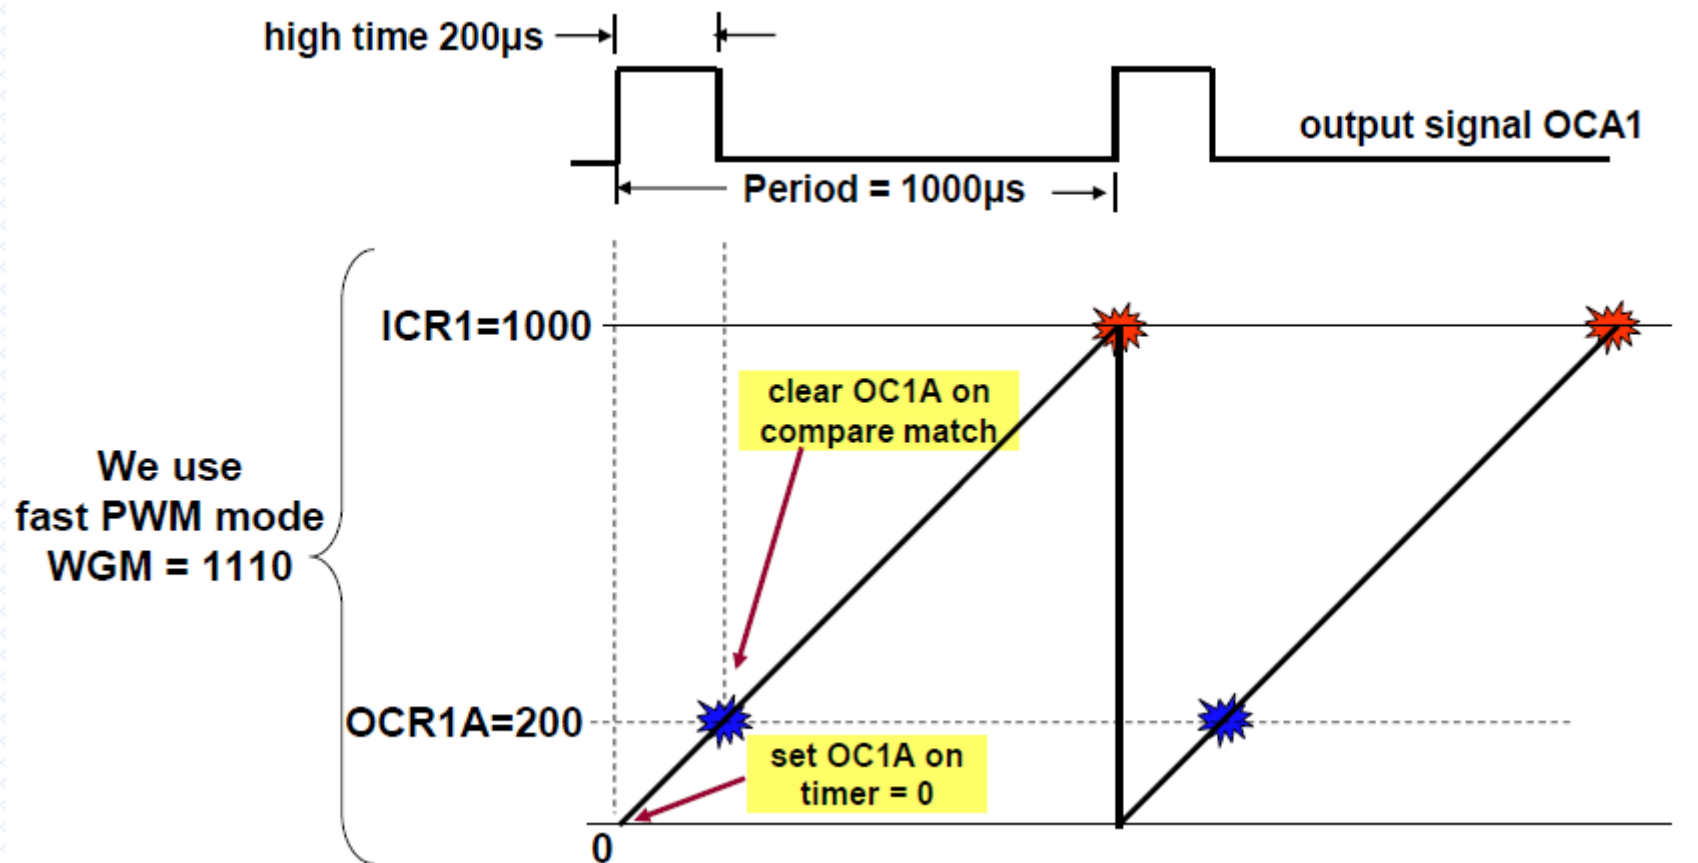 high time 200µs
output signal OCA1
Period = 1000µs
ICR1=1000
clear OC1A on
compare match
We use
fast PWM mode
WGM = 1110
OCR1A=200
set OC1A on
timer = 0
0